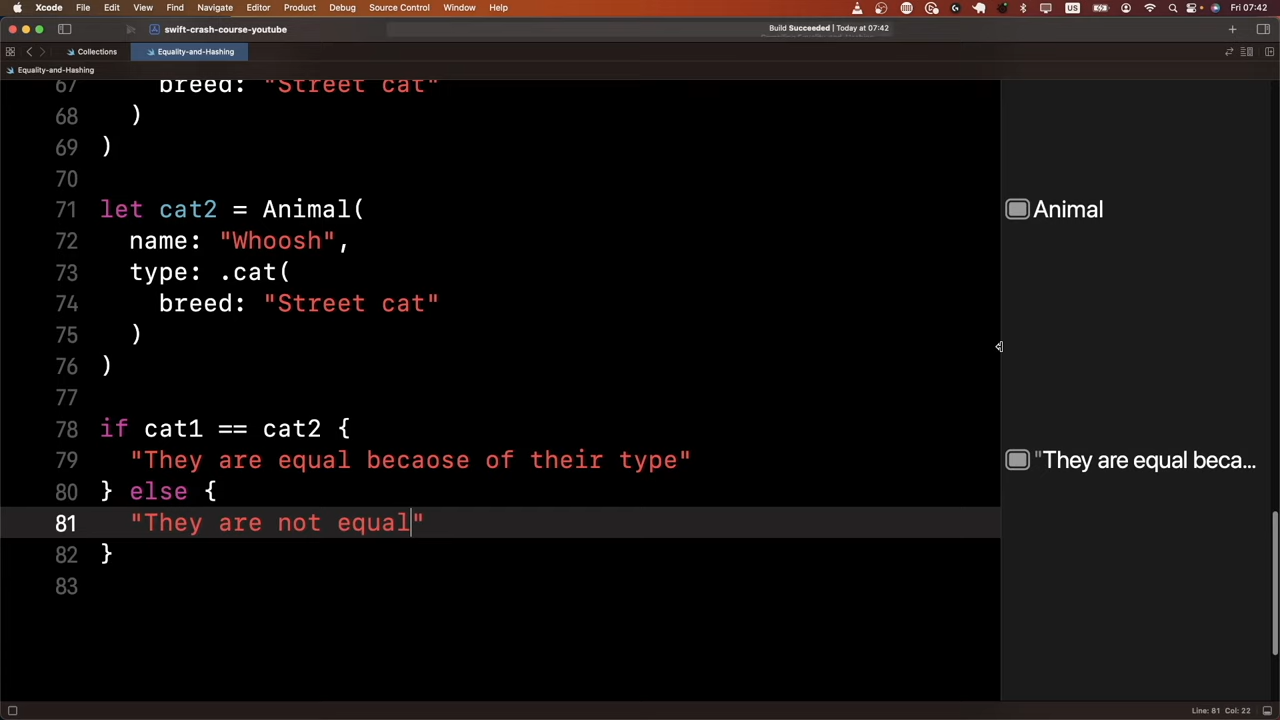 Xcode File Edit View Find Navigate Editor Product Debug Source Control Window Help US Fri 07:42
swift-crash-course-youtube Build Succeeded | Today at 07:42
Collections Equality-and-Hashing
Equality-and-Hashing
67 breed: "Street cat"
68 )
69 )
70
71 let cat2 = Animal( Animal
72 name: "Whoosh",
73 type: .cat(
74 breed: "Street cat"
75 )
76 )
77
78 if cat1 == cat2 {
79 "They are equal becaose of their type" "They are equal beca...
80 } else {
81 "They are not equal"
82 }
83
Line: 81 Col: 22